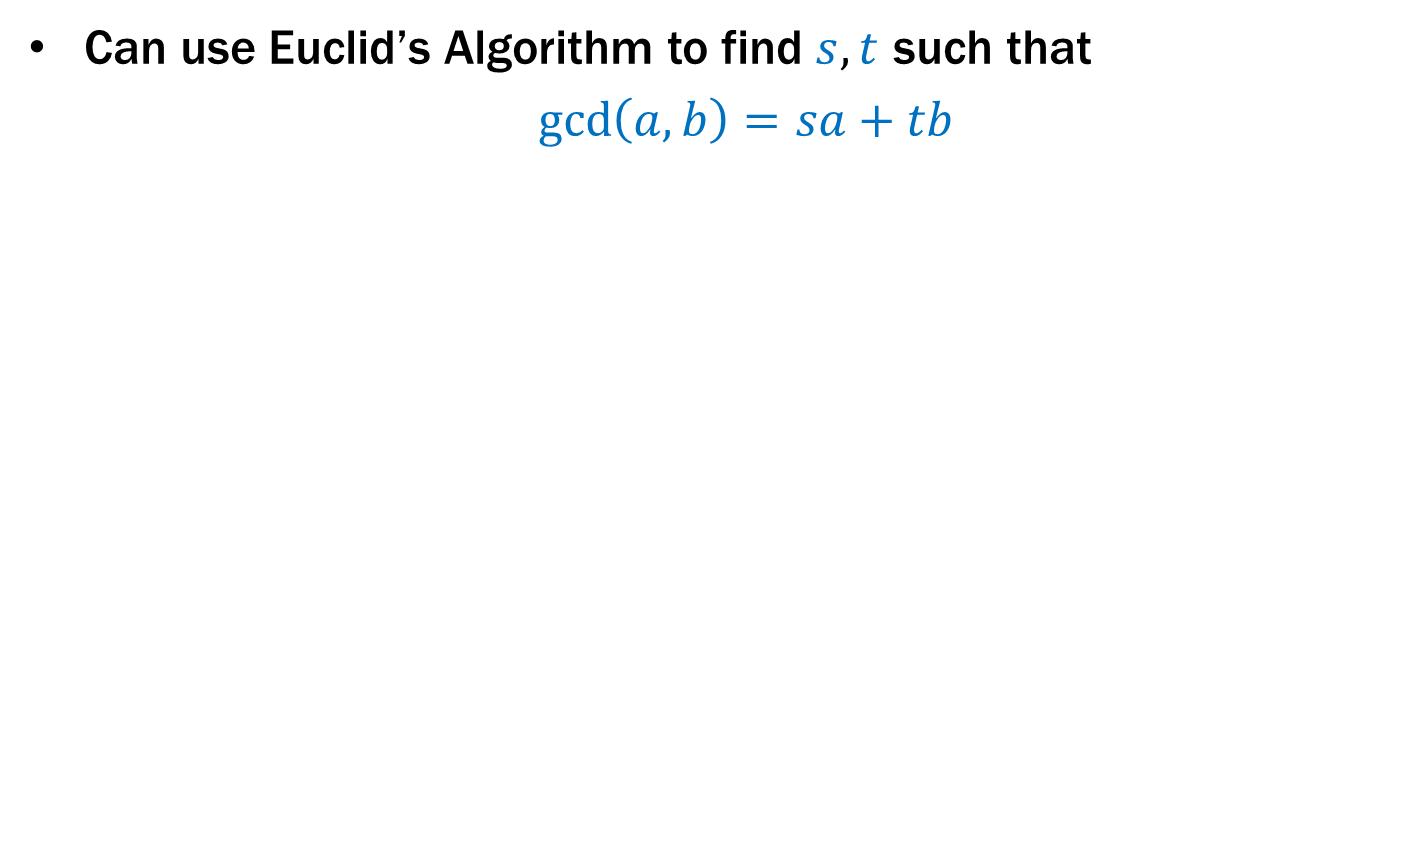 • Can use Euclid’s Algorithm to find 𝑠, 𝑡 such that
gcd(𝑎, 𝑏) = 𝑠𝑎 + 𝑡𝑏